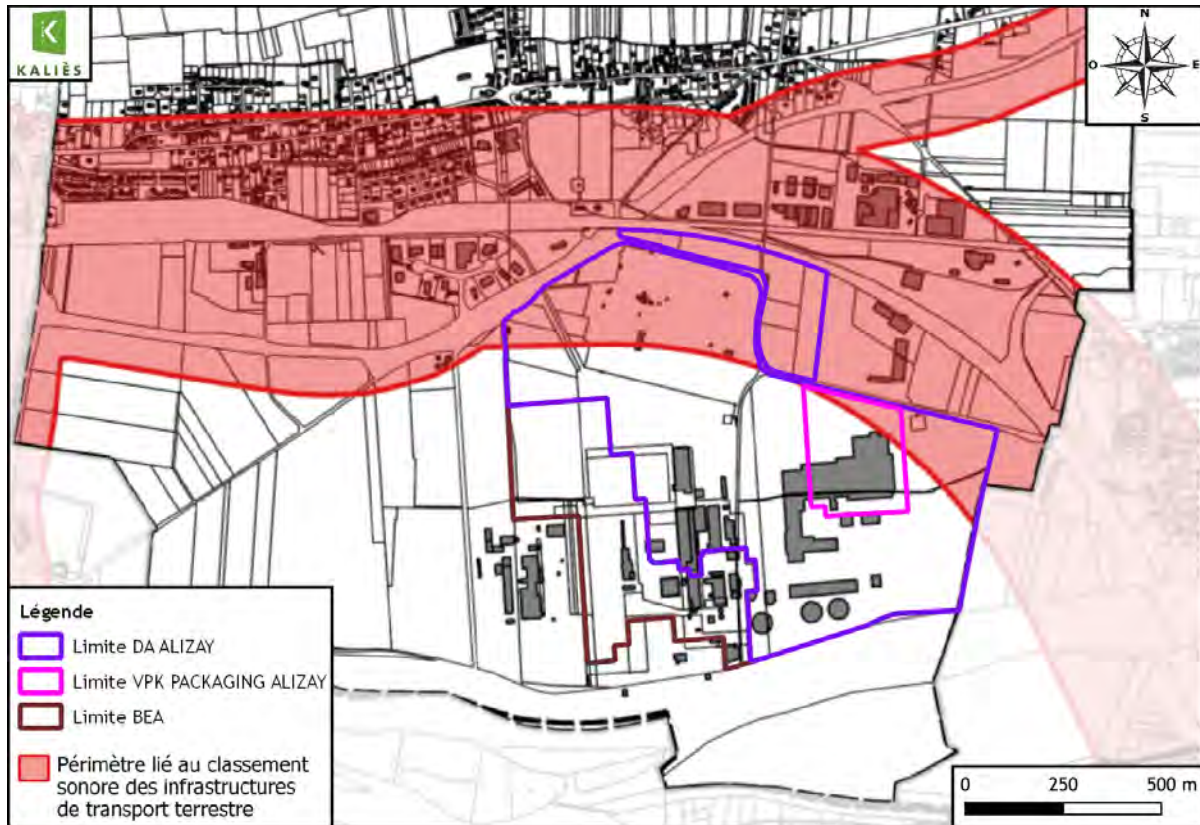 K
KALIÈS
N
O
E
S
Légende
Limite DA ALIZAY
Limite VPK PACKAGING ALIZAY
Limite BEA
Périmètre lié au classement
sonore des infrastructures
de transport terrestre
0 250 500 m